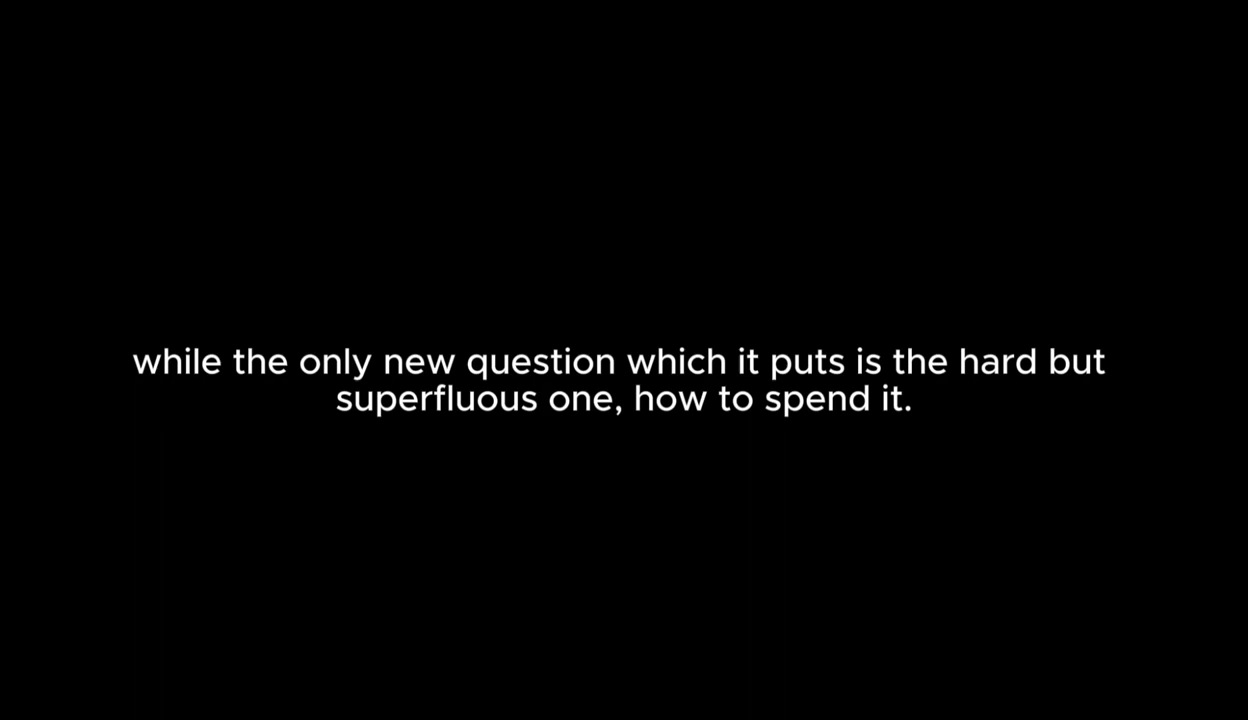 while the only new question which it puts is the hard but
superfluous one, how to spend it.